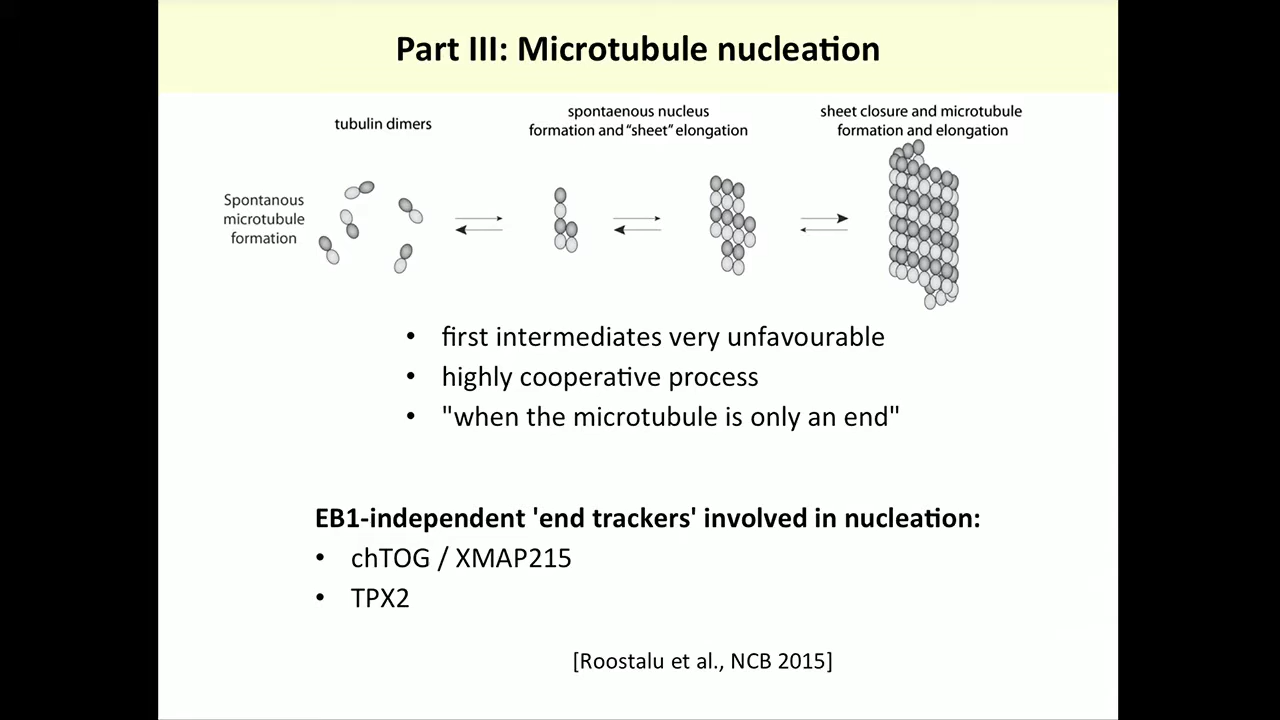 Part III: Microtubule nucleation
tubulin dimers
spontaenous nucleus
formation and "sheet" elongation
sheet closure and microtubule
formation and elongation
Spontanous
microtubule
formation
• first intermediates very unfavourable
• highly cooperative process
• "when the microtubule is only an end"
EB1-independent 'end trackers' involved in nucleation:
• chTOG / XMAP215
• TPX2
[Roostalu et al., NCB 2015]